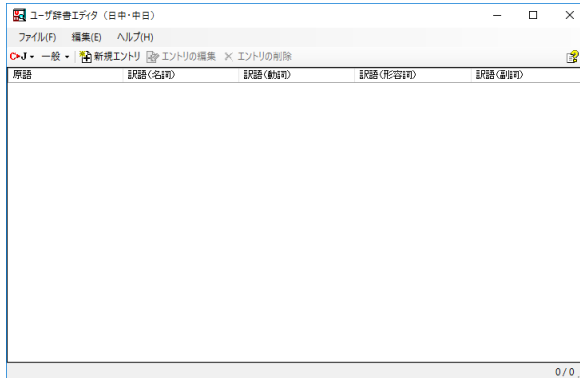 ユーザ辞書エディタ (日中・中日)
ファイル(F) 編集(E) ヘルプ(H)
C▸J 一般 新規エントリ エントリの編集 エントリの削除
原語 訳語(名詞) 訳語(動詞) 訳語(形容詞) 訳語(副詞)
0/0